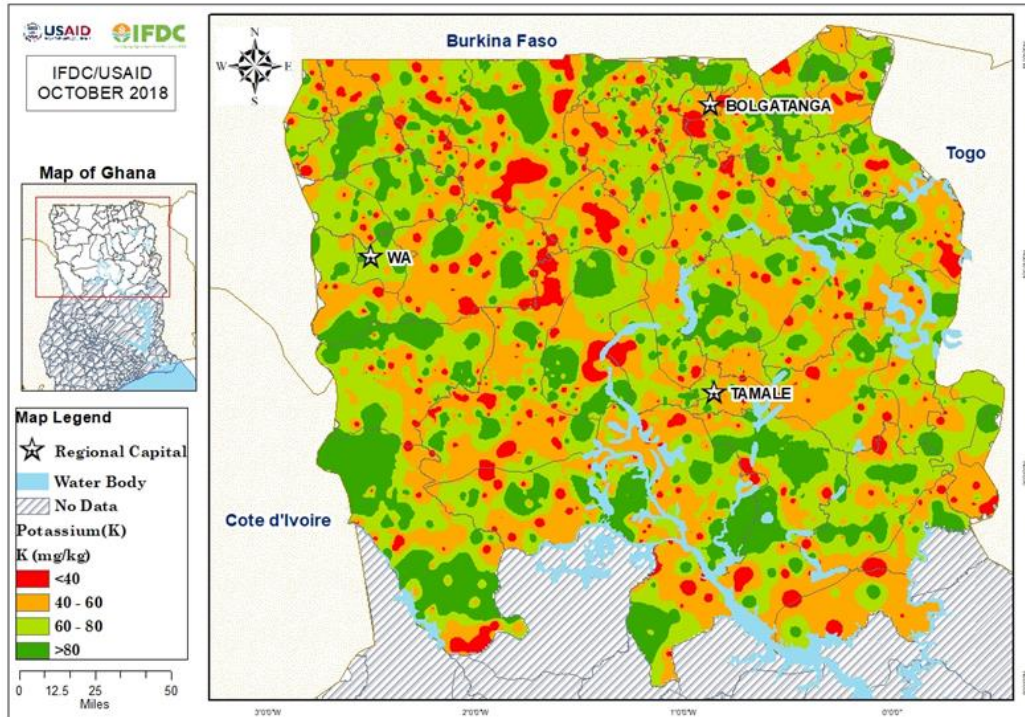 USAID
IFDC
IFDC/USAID
OCTOBER 2018
Map of Ghana
Map Legend
Regional Capital
Water Body
No Data
Potassium(K)
K (mg/kg)
<40
40 - 60
60 - 80
>80
0 12.5 25 50
Miles
N
W E
S
Burkina Faso
BOLGATANGA
Togo
WA
TAMALE
Cote d'Ivoire
3°0'0"W 2°0'0"W 1°0'0"W 0°0'0"